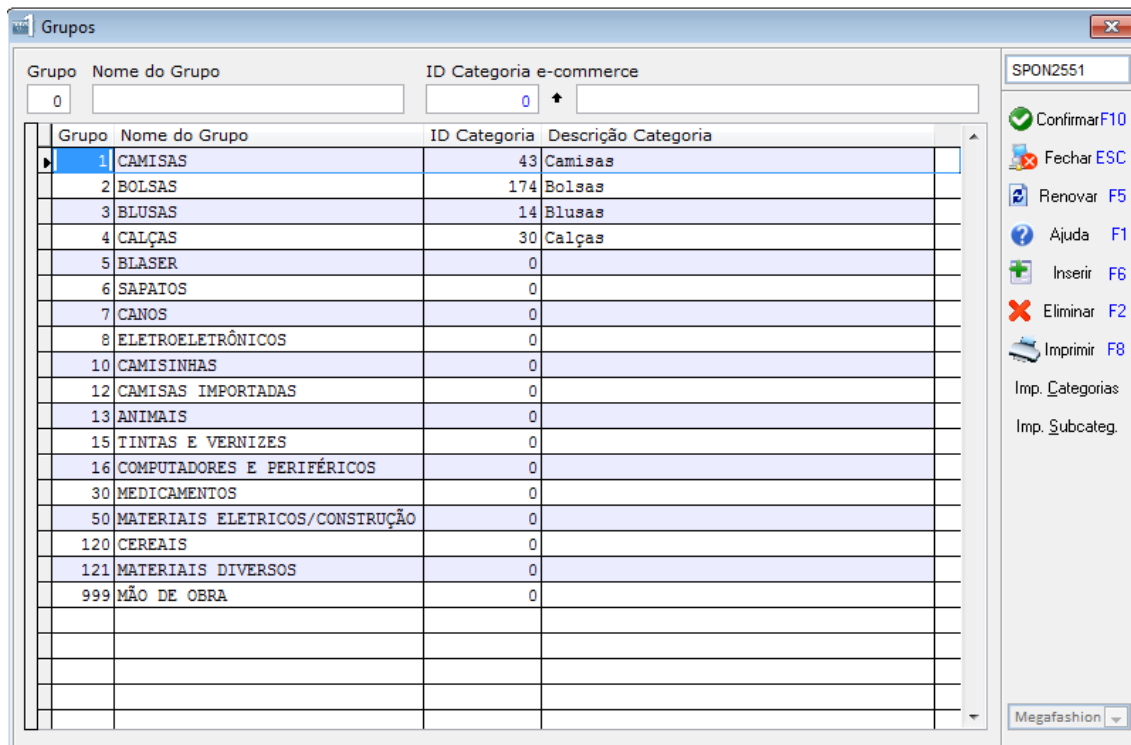 Grupos
Grupo Nome do Grupo ID Categoria e-commerce
0 0
Grupo Nome do Grupo ID Categoria Descrição Categoria
1 CAMISAS 43 Camisas
2 BOLSAS 174 Bolsas
3 BLUSAS 14 Blusas
4 CALÇAS 30 Calças
5 BLASER 0
6 SAPATOS 0
7 CANOS 0
8 ELETROELETRÔNICOS 0
10 CAMISINHAS 0
12 CAMISAS IMPORTADAS 0
13 ANIMAIS 0
15 TINTAS E VERNIZES 0
16 COMPUTADORES E PERIFÉRICOS 0
30 MEDICAMENTOS 0
50 MATERIAIS ELETRICOS/CONSTRUÇÃO 0
120 CEREAIS 0
121 MATERIAIS DIVERSOS 0
999 MÃO DE OBRA 0
SPON2551
Confirmar F10
Fechar ESC
Renovar F5
Ajuda F1
Inserir F6
Eliminar F2
Imprimir F8
Imp. Categorias
Imp. Subcateg.
Megafashion